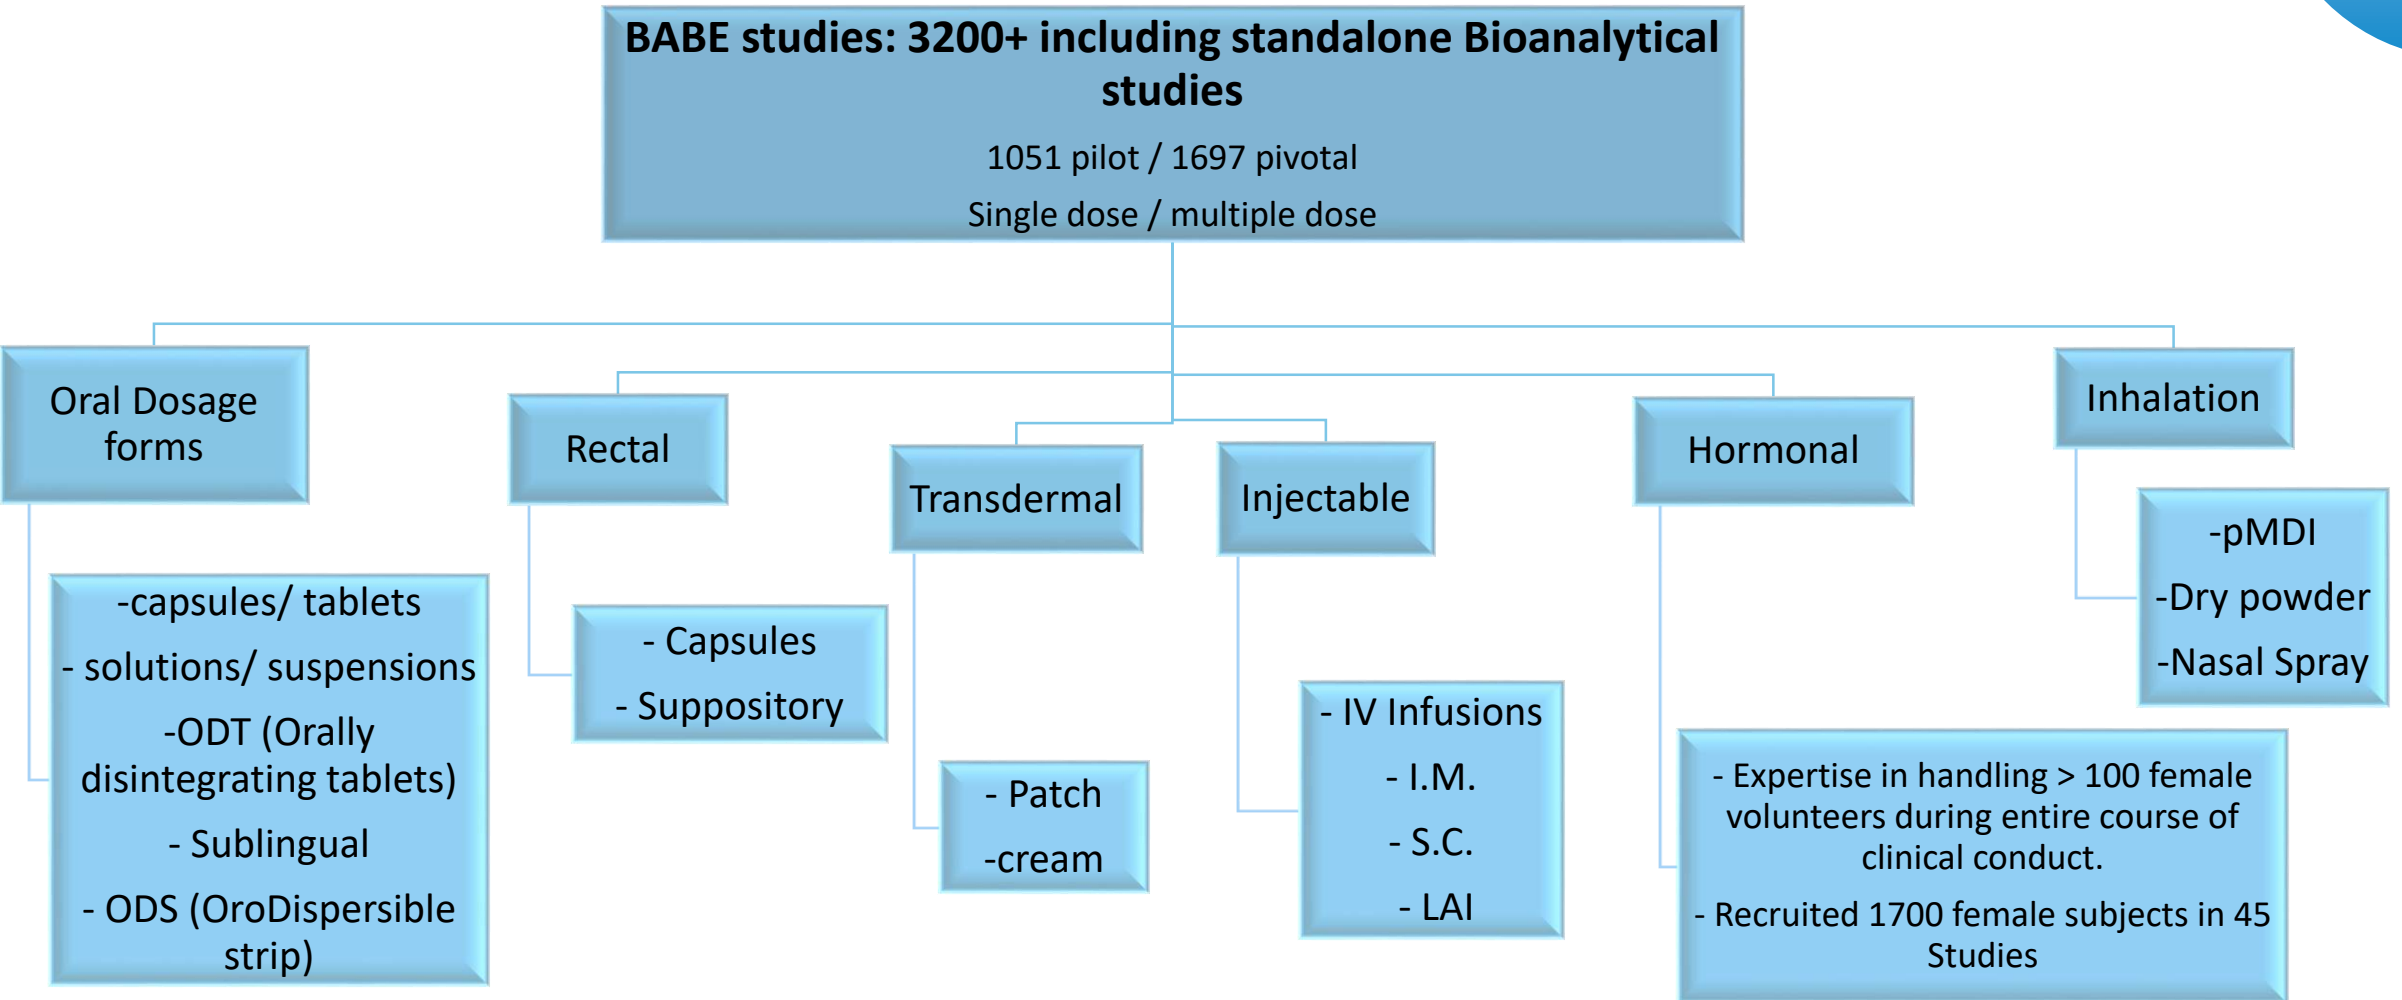 BABE studies: 3200+ including standalone Bioanalytical
studies
1051 pilot / 1697 pivotal
Single dose / multiple dose
Oral Dosage
forms
-capsules/ tablets
- solutions/ suspensions
-ODT (Orally
disintegrating tablets)
- Sublingual
- ODS (OroDispersible
strip)
Rectal
- Capsules
- Suppository
Transdermal
- Patch
-cream
Injectable
- IV Infusions
- I.M.
- S.C.
- LAI
Hormonal
- Expertise in handling > 100 female
volunteers during entire course of
clinical conduct.
- Recruited 1700 female subjects in 45
Studies
Inhalation
-pMDI
-Dry powder
-Nasal Spray